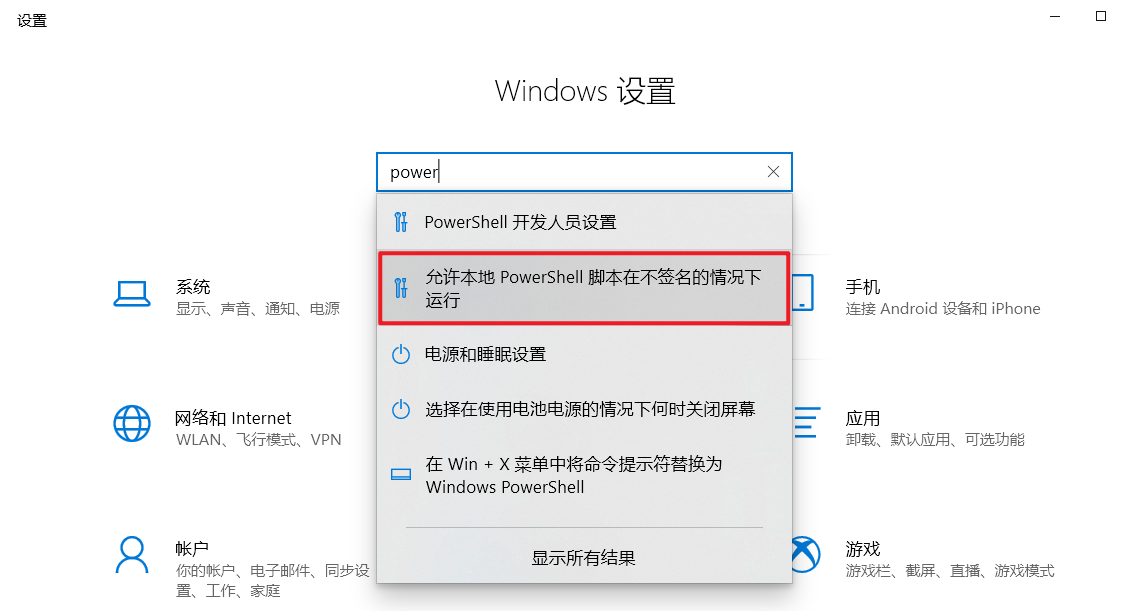 设置
Windows 设置
power
PowerShell 开发人员设置
允许本地 PowerShell 脚本在不签名的情况下
运行
电源和睡眠设置
选择在使用电池电源的情况下何时关闭屏幕
在 Win + X 菜单中将命令提示符替换为
Windows PowerShell
显示所有结果
系统
显示、声音、通知、电源
手机
连接 Android 设备和 iPhone
网络和 Internet
WLAN、飞行模式、VPN
应用
卸载、默认应用、可选功能
帐户
你的帐户、电子邮件、同步设
置、工作、家庭
游戏
游戏栏、截屏、直播、游戏模式